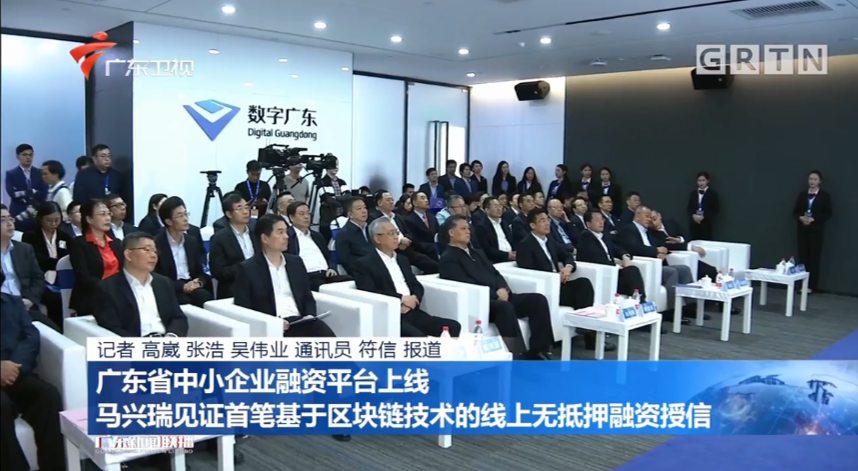 广东卫视
GRTN
数字广东
Digital Guangdong
记者 高崴 张浩 吴伟业 通讯员 符信 报道
广东省中小企业融资平台上线
马兴瑞见证首笔基于区块链技术的线上无抵押融资授信
广东新闻联播